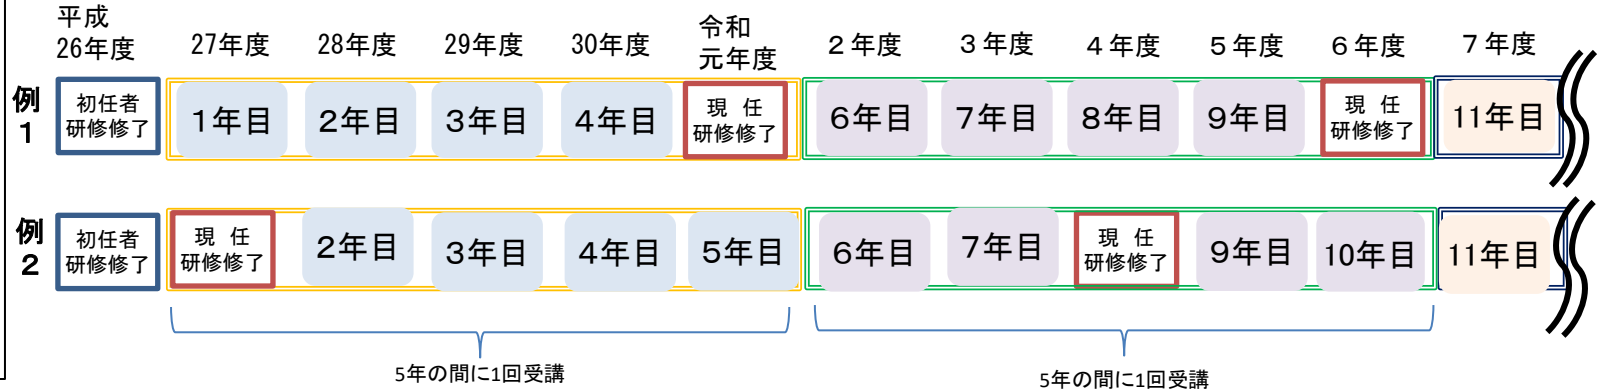 平成
26年度
27年度
28年度
29年度
30年度
令和
元年度
２年度
３年度
４年度
５年度
６年度
７年度
例
１
初任者
研修修了
1年目
2年目
3年目
4年目
現 任
研修修了
6年目
7年目
8年目
9年目
現 任
研修修了
11年目
例
２
初任者
研修修了
現 任
研修修了
2年目
3年目
4年目
5年目
6年目
7年目
現 任
研修修了
9年目
10年目
11年目
5年の間に1回受講
5年の間に1回受講